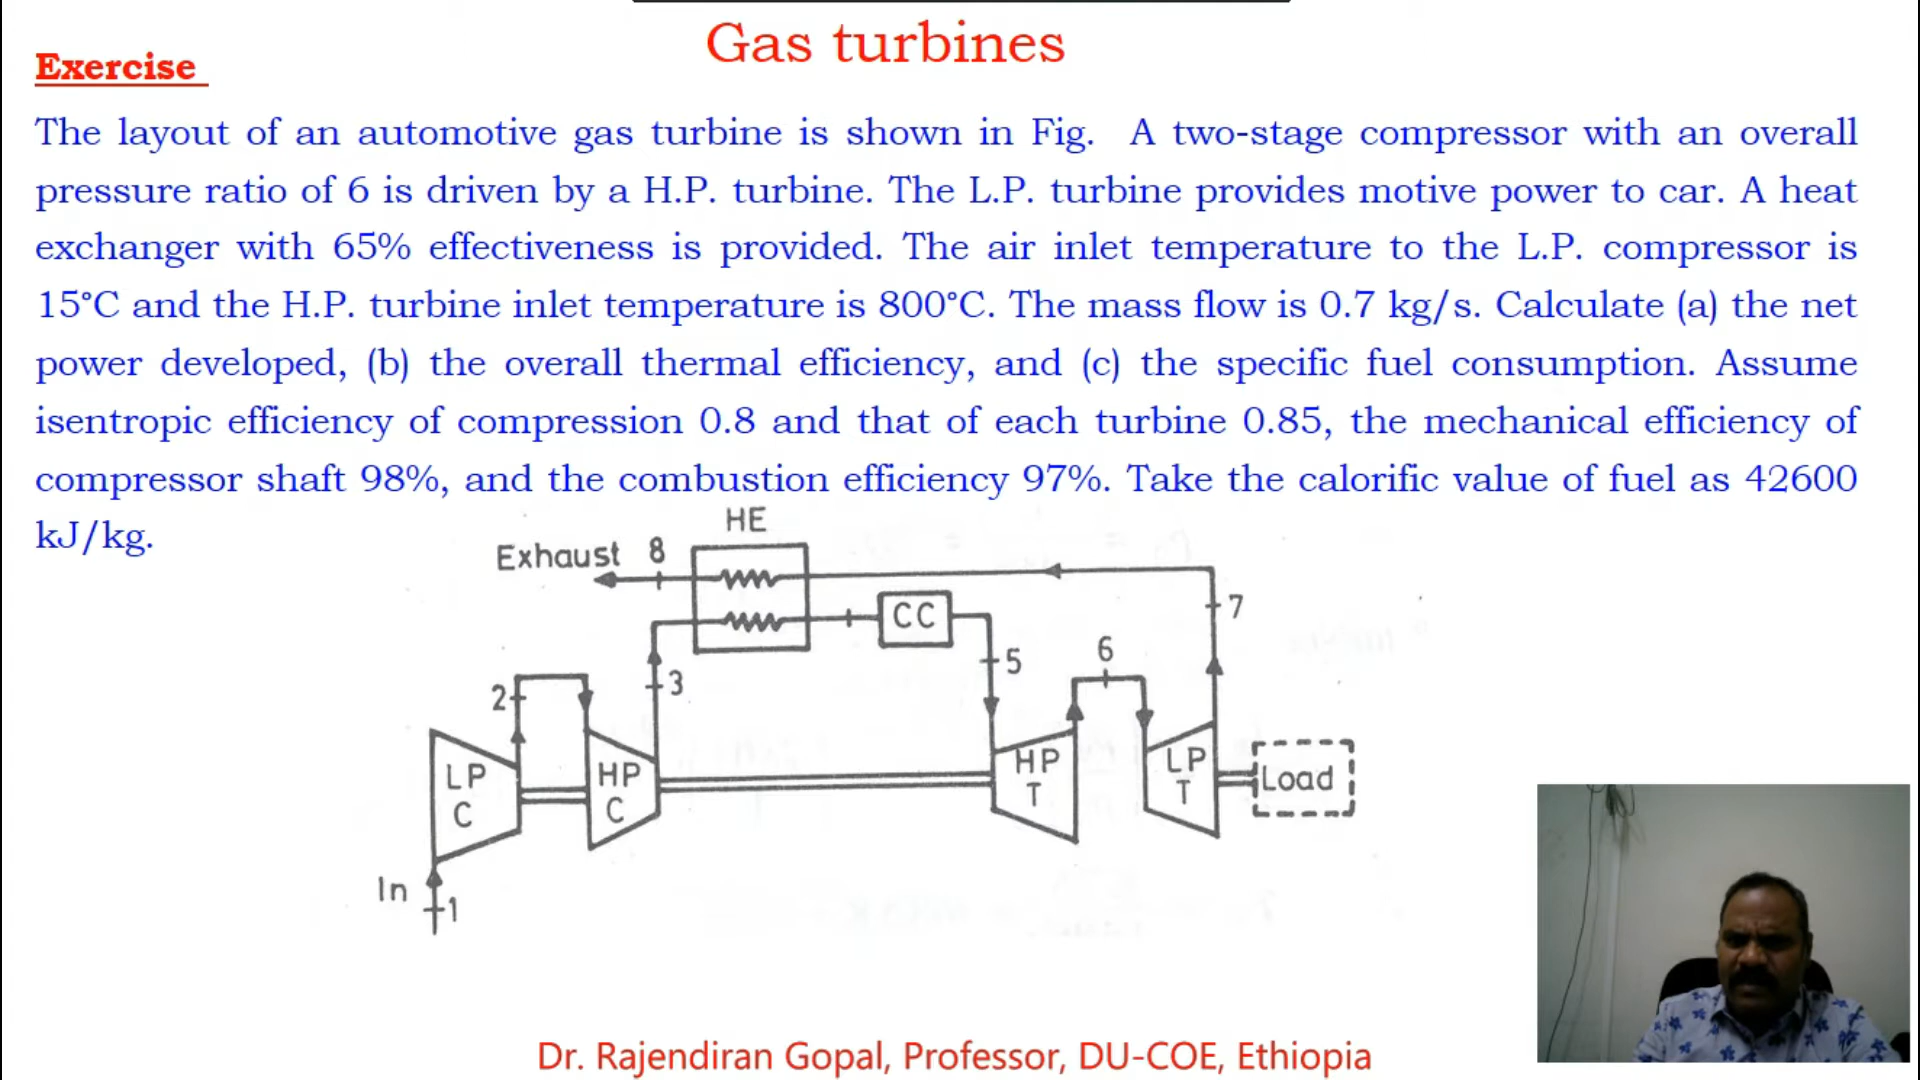 Gas turbines
Exercise
The layout of an automotive gas turbine is shown in Fig. A two-stage compressor with an overall
pressure ratio of 6 is driven by a H.P. turbine. The L.P. turbine provides motive power to car. A heat
exchanger with 65% effectiveness is provided. The air inlet temperature to the L.P. compressor is
15°C and the H.P. turbine inlet temperature is 800°C. The mass flow is 0.7 kg/s. Calculate (a) the net
power developed, (b) the overall thermal efficiency, and (c) the specific fuel consumption. Assume
isentropic efficiency of compression 0.8 and that of each turbine 0.85, the mechanical efficiency of
compressor shaft 98%, and the combustion efficiency 97%. Take the calorific value of fuel as 42600
kJ/kg.
HE
Exhaust 8
CC
7
5
6
3
2
LP
C
HP
C
HP
T
LP
T
Load
In
1
Dr. Rajendiran Gopal, Professor, DU-COE, Ethiopia